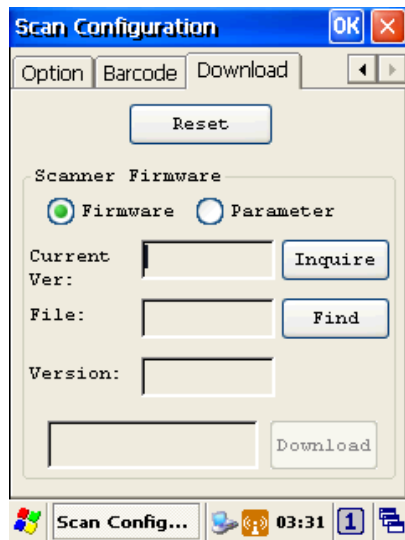 Scan Configuration OK
Option Barcode Download
Reset
Scanner Firmware
Firmware Parameter
Current Ver: Inquire
File: Find
Version:
Download
Scan Config... 03:31 1